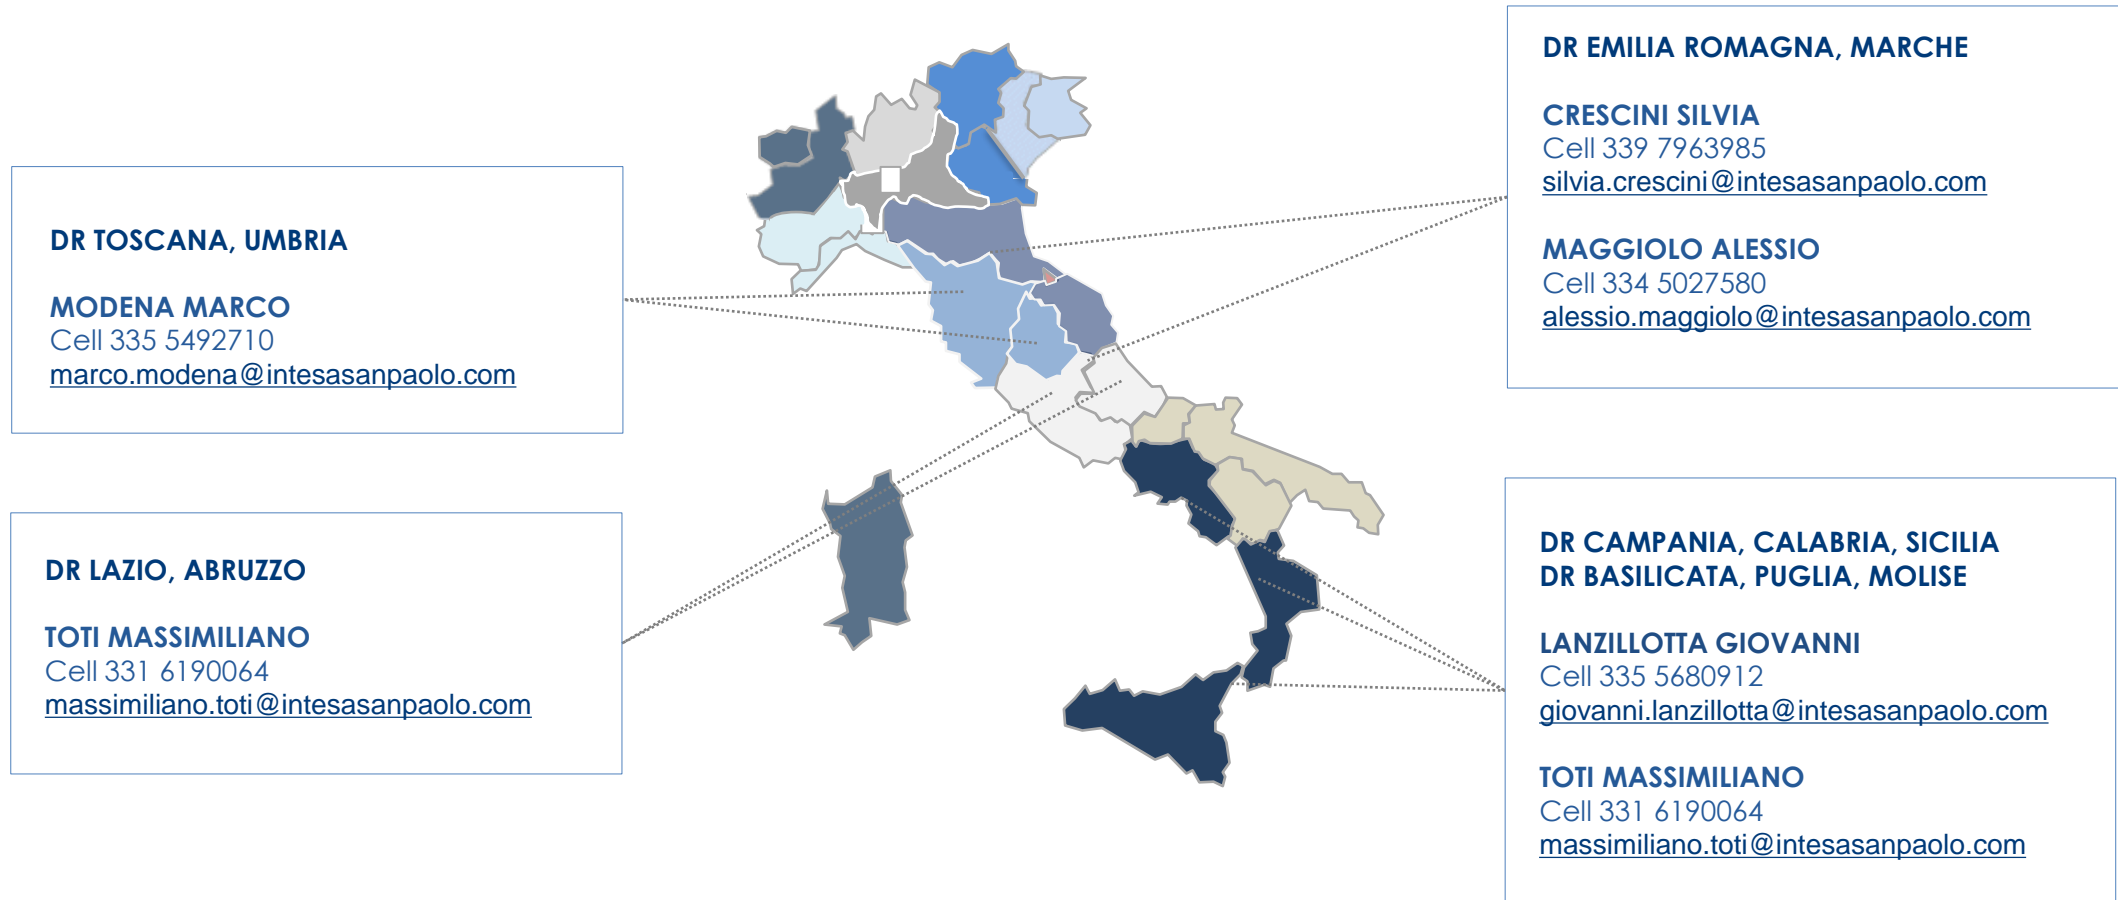 DR TOSCANA, UMBRIA
MODENA MARCO
Cell 335 5492710
marco.modena@intesasanpaolo.com
DR LAZIO, ABRUZZO
TOTI MASSIMILIANO
Cell 331 6190064
massimiliano.toti@intesasanpaolo.com
DR EMILIA ROMAGNA, MARCHE
CRESCINI SILVIA
Cell 339 7963985
silvia.crescini@intesasanpaolo.com
MAGGIOLO ALESSIO
Cell 334 5027580
alessio.maggiolo@intesasanpaolo.com
DR CAMPANIA, CALABRIA, SICILIA
DR BASILICATA, PUGLIA, MOLISE
LANZILLOTTA GIOVANNI
Cell 335 5680912
giovanni.lanzillotta@intesasanpaolo.com
TOTI MASSIMILIANO
Cell 331 6190064
massimiliano.toti@intesasanpaolo.com